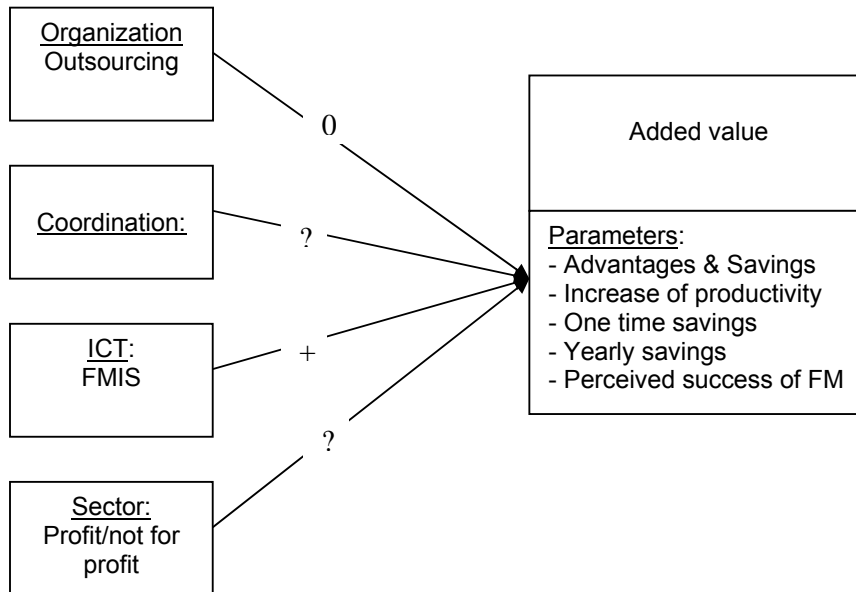 Organization
Outsourcing
0
Coordination:
?
ICT:
FMIS
+
?
Sector:
Profit/not for
profit
Added value
Parameters:
- Advantages & Savings
- Increase of productivity
- One time savings
- Yearly savings
- Perceived success of FM